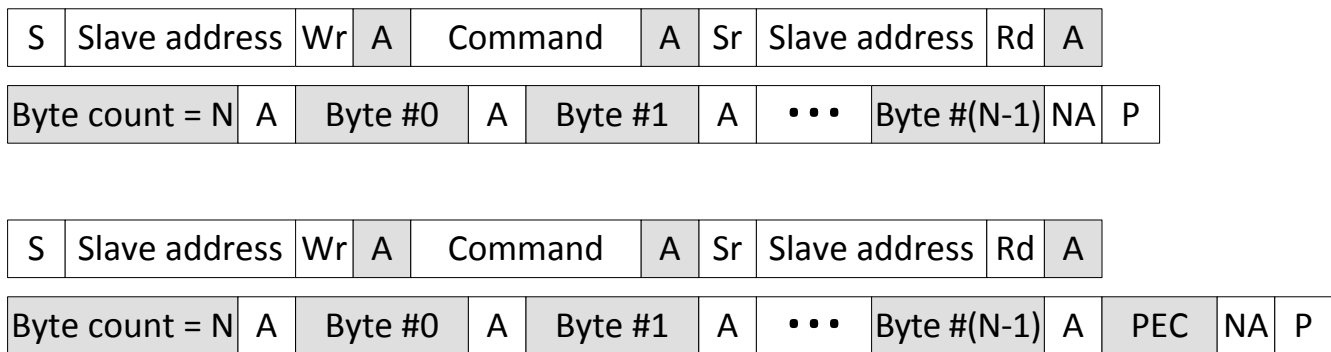 S Slave address Wr A Command A Sr Slave address Rd A
Byte count = N A Byte #0 A Byte #1 A ••• Byte #(N-1) NA P
S Slave address Wr A Command A Sr Slave address Rd A
Byte count = N A Byte #0 A Byte #1 A ••• Byte #(N-1) A PEC NA P